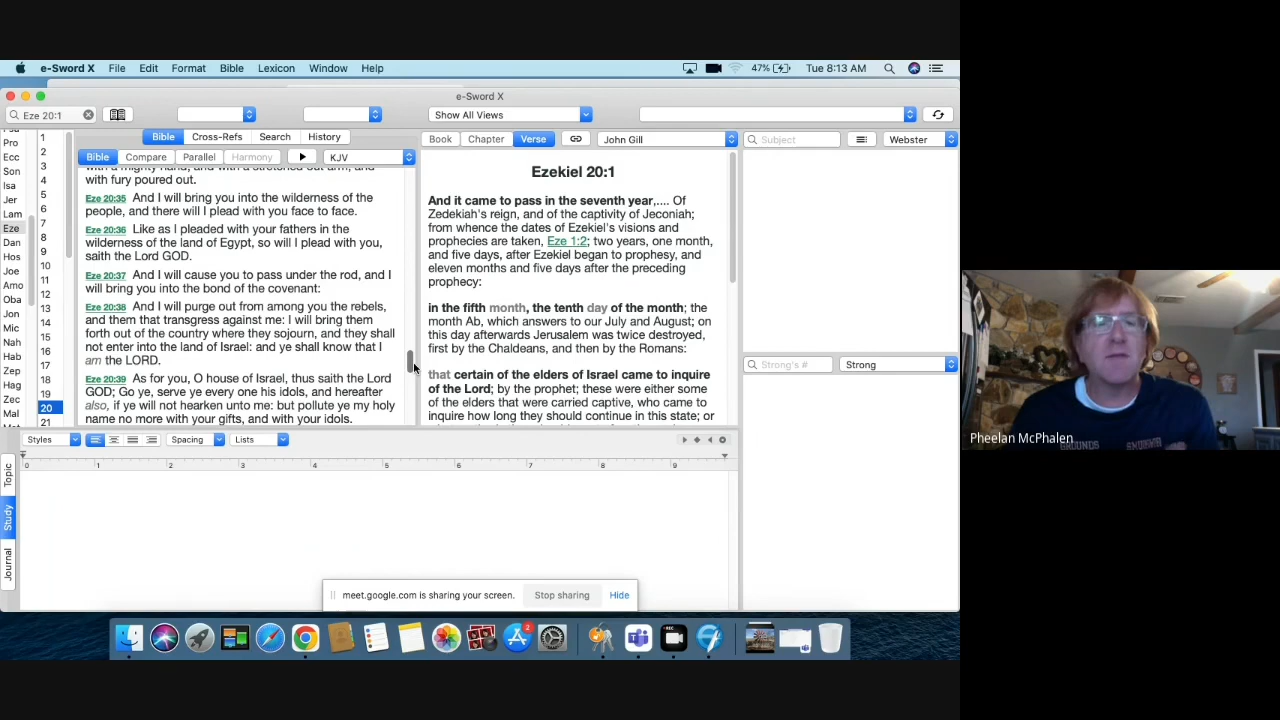 e-Sword X File Edit Format Bible Lexicon Window Help 47% Tue 8:13 AM
e-Sword X
Eze 20:1 Show All Views
Bible Cross-Refs Search History
Book Chapter Verse John Gill Subject Webster
Bible Compare Parallel Harmony KJV
Pro
Ecc
Son
Isa
Jer
Lam
Eze
Dan
Hos
Joe
Amo
Oba
Jon
Mic
Nah
Hab
Zep
Hag
Zec
Mal
1
2
3
4
5
6
7
8
9
10
11
12
13
14
15
16
17
18
19
20
21
with fury poured out.
Eze 20:35 And I will bring you into the wilderness of the
people, and there will I plead with you face to face.
Eze 20:36 Like as I pleaded with your fathers in the
wilderness of the land of Egypt, so will I plead with you,
saith the Lord GOD.
Eze 20:37 And I will cause you to pass under the rod, and I
will bring you into the bond of the covenant:
Eze 20:38 And I will purge out from among you the rebels,
and them that transgress against me: I will bring them
forth out of the country where they sojourn, and they shall
not enter into the land of Israel: and ye shall know that I
am the LORD.
Eze 20:39 As for you, O house of Israel, thus saith the Lord
GOD; Go ye, serve ye every one his idols, and hereafter
also, if ye will not hearken unto me: but pollute ye my holy
name no more with your gifts, and with your idols.
Ezekiel 20:1
And it came to pass in the seventh year,.... Of
Zedekiah's reign, and of the captivity of Jeconiah;
from whence the dates of Ezekiel's visions and
prophecies are taken, Eze 1:2; two years, one month,
and five days, after Ezekiel began to prophesy, and
eleven months and five days after the preceding
prophecy:
in the fifth month, the tenth day of the month; the
month Ab, which answers to our July and August; on
this day afterwards Jerusalem was twice destroyed,
first by the Chaldeans, and then by the Romans:
that certain of the elders of Israel came to inquire
of the Lord; by the prophet; these were either some
of the elders that were carried captive, who came to
inquire how long they should continue in this state; or
Strong's # Strong
Styles Spacing Lists
0 1 2 3 4 5 6 7 8 9
Topic
Study
Journal
meet.google.com is sharing your screen. Stop sharing Hide
2
REC
Pheelan McPhalen